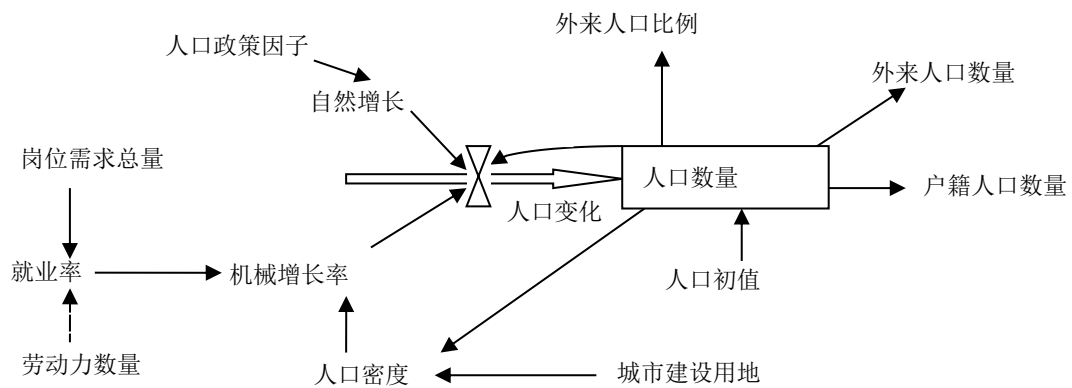 外来人口比例
人口政策因子
外来人口数量
自然增长
岗位需求总量
人口数量
户籍人口数量
人口变化
就业率
机械增长率
人口初值
劳动力数量
人口密度
城市建设用地